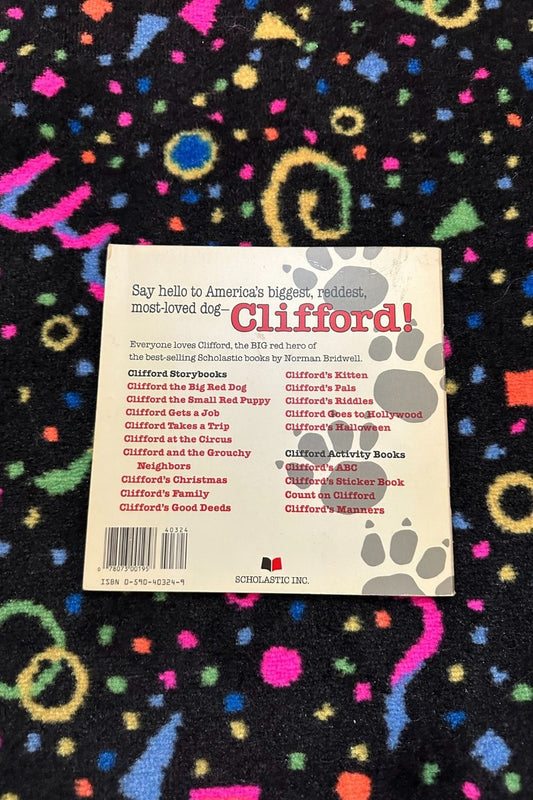 Say hello to America's biggest, reddest,
most-loved dog—Clifford!
Everyone loves Clifford, the BIG red hero of
the best-selling Scholastic books by Norman Bridwell.
Clifford Storybooks
Clifford the Big Red Dog
Clifford the Small Red Puppy
Clifford Gets a Job
Clifford Takes a Trip
Clifford at the Circus
Clifford and the Grouchy
Neighbors
Clifford's Christmas
Clifford's Family
Clifford's Good Deeds
Clifford's Kitten
Clifford's Pals
Clifford's Riddles
Clifford Goes to Hollywood
Clifford's Halloween
Clifford Activity Books
Clifford's ABC
Clifford's Sticker Book
Count on Clifford
Clifford's Manners
40324
0 78073 00195
ISBN 0-590-40324-9
SCHOLASTIC INC.